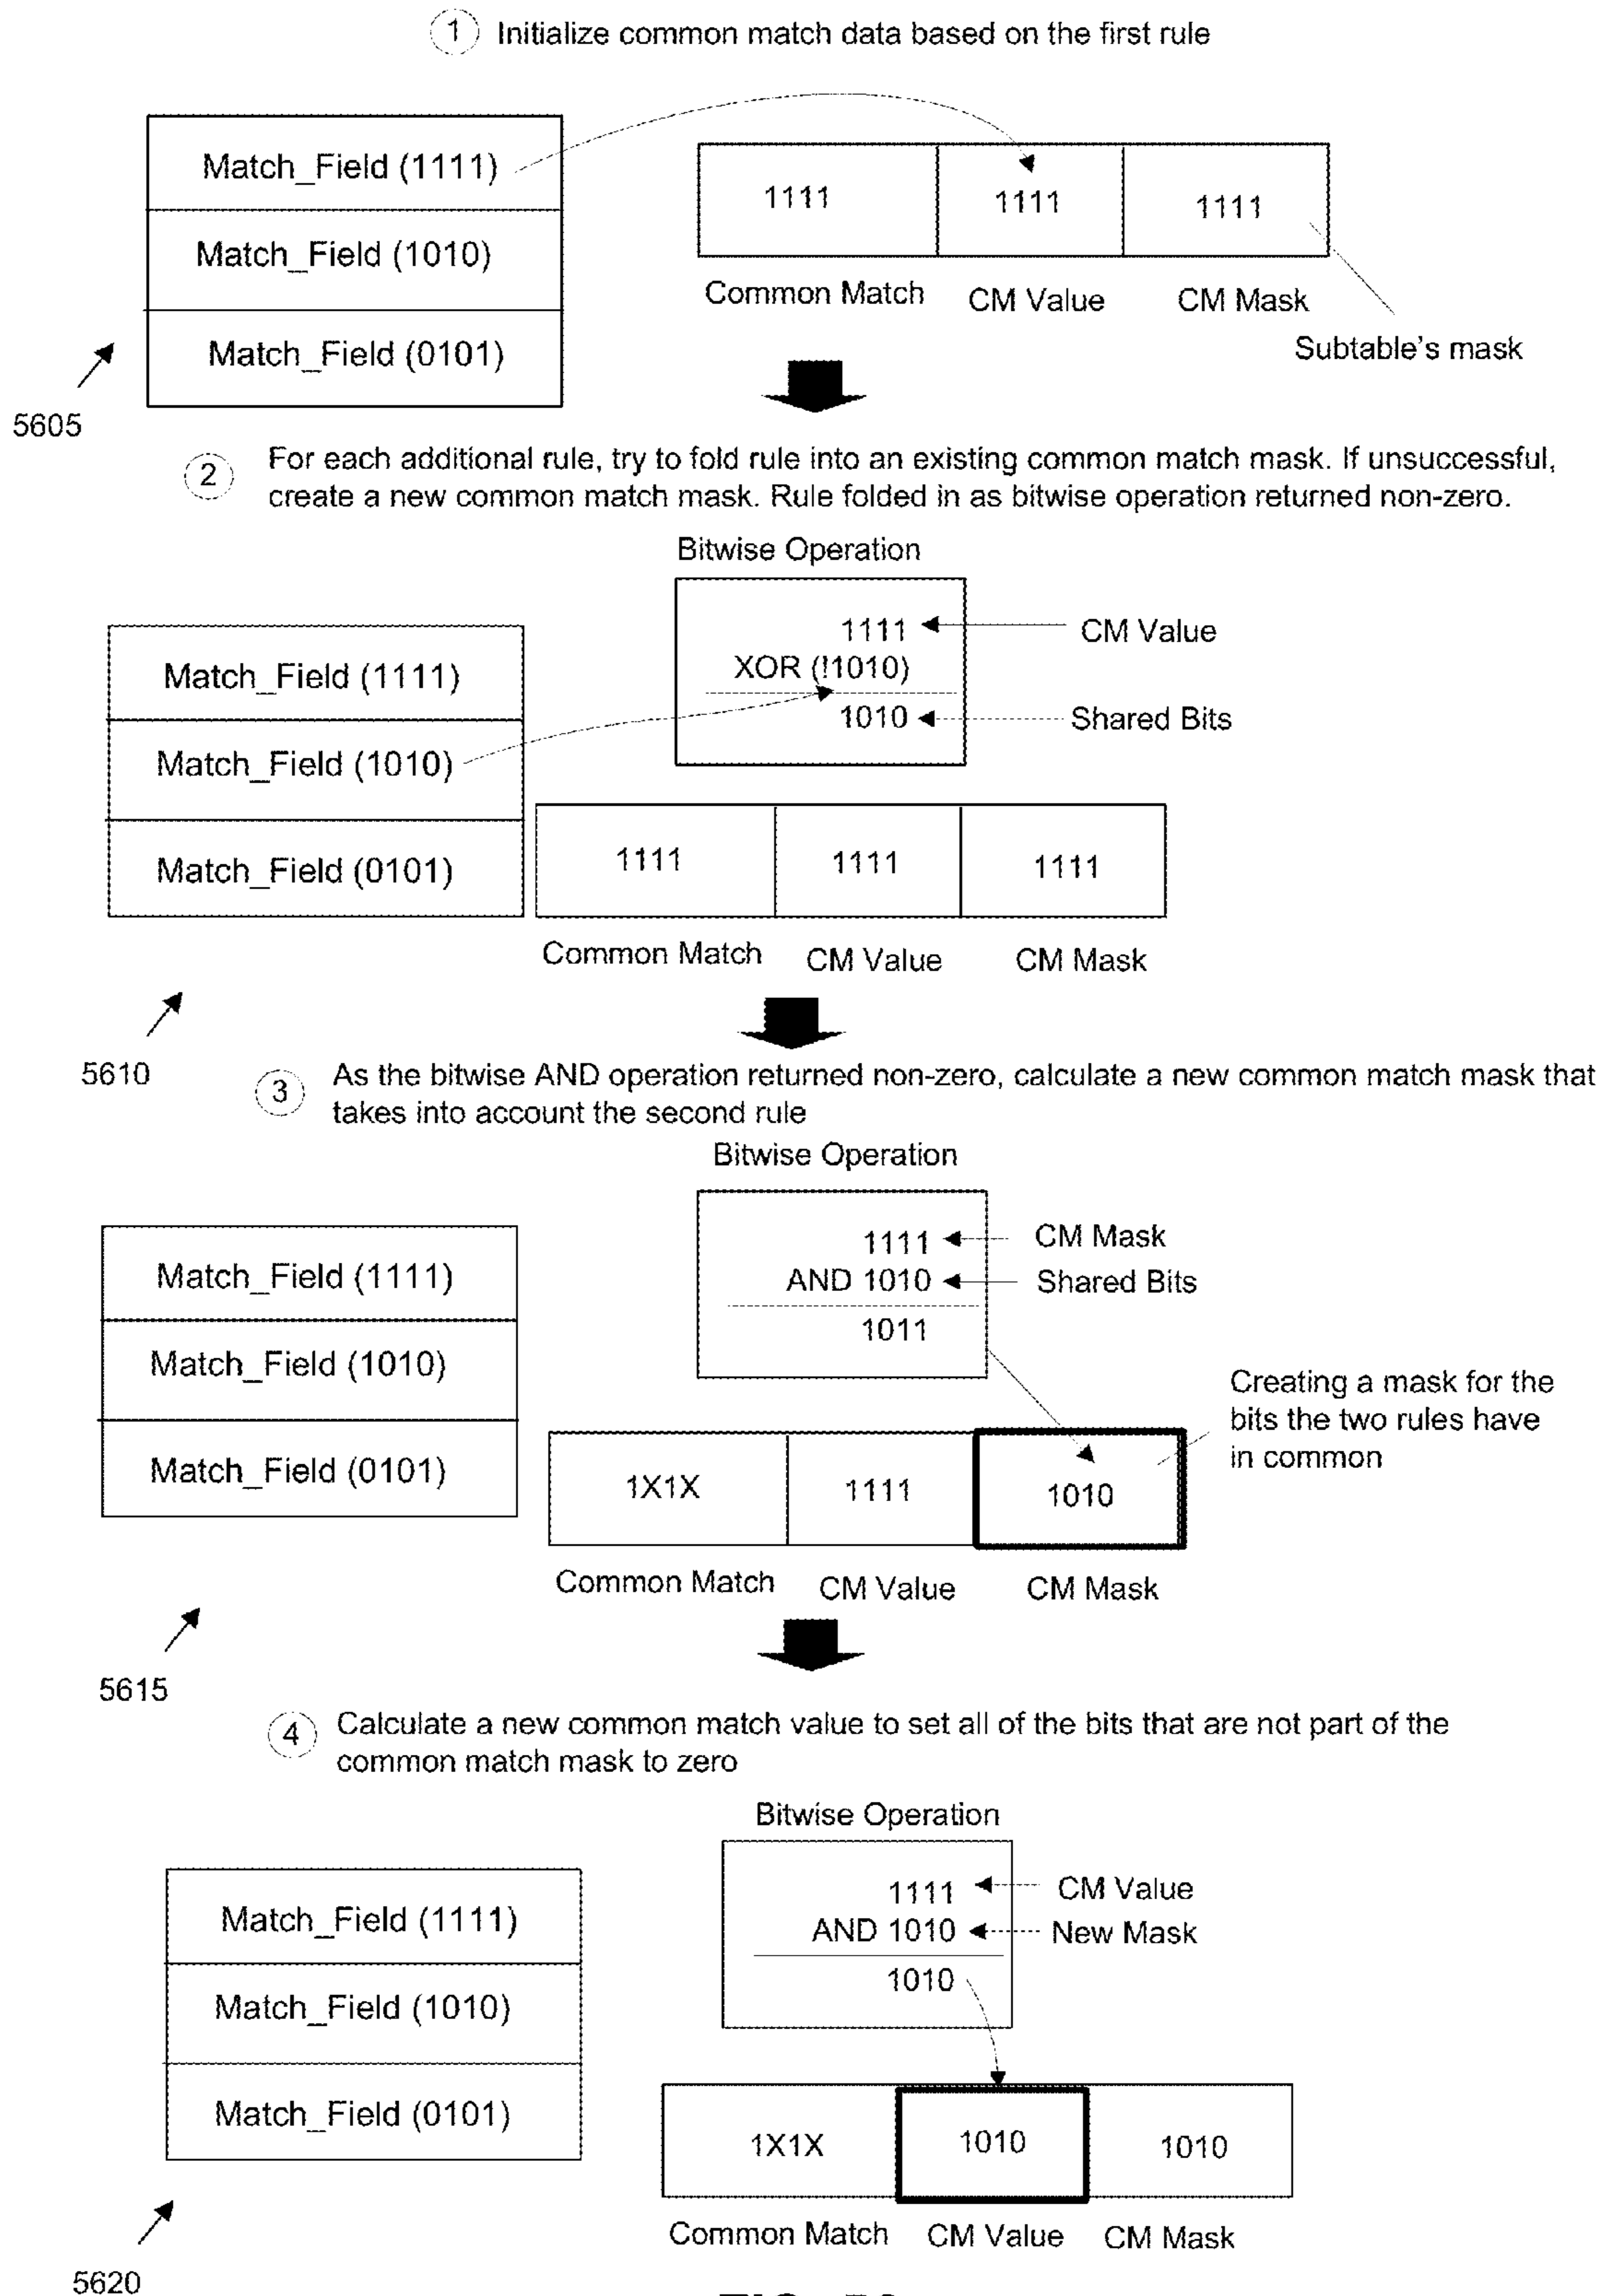 1 Initialize common match data based on the first rule
Match_Field (1111)
Match_Field (1010)
Match_Field (0101)
1111 1111 1111
Common Match CM Value CM Mask
Subtable's mask
5605
2 For each additional rule, try to fold rule into an existing common match mask. If unsuccessful,
create a new common match mask. Rule folded in as bitwise operation returned non-zero.
Bitwise Operation
1111 CM Value
XOR (!1010)
1010 Shared Bits
Match_Field (1111)
Match_Field (1010)
Match_Field (0101)
1111 1111 1111
Common Match CM Value CM Mask
5610
3 As the bitwise AND operation returned non-zero, calculate a new common match mask that
takes into account the second rule
Bitwise Operation
1111 CM Mask
AND 1010 Shared Bits
1011
Match_Field (1111)
Match_Field (1010)
Match_Field (0101)
Creating a mask for the
bits the two rules have
in common
1X1X 1111 1010
Common Match CM Value CM Mask
5615
4 Calculate a new common match value to set all of the bits that are not part of the
common match mask to zero
Bitwise Operation
1111 CM Value
AND 1010 New Mask
1010
Match_Field (1111)
Match_Field (1010)
Match_Field (0101)
1X1X 1010 1010
Common Match CM Value CM Mask
5620